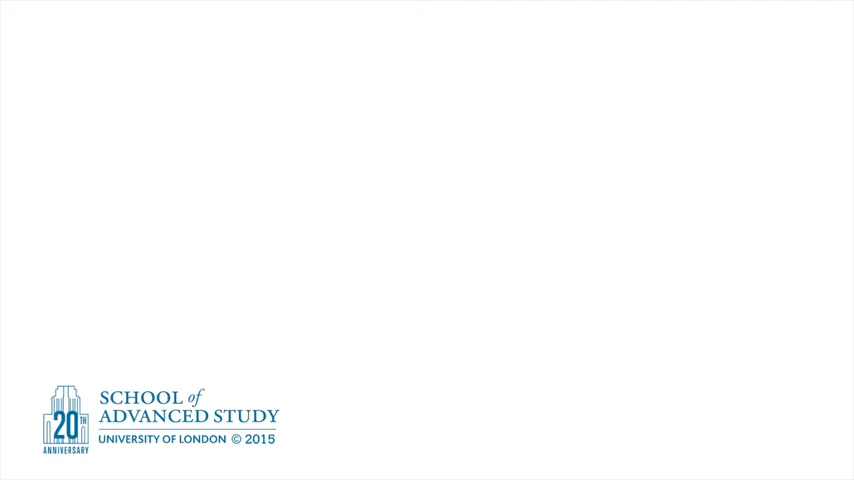 SCHOOL of
ADVANCED STUDY
UNIVERSITY OF LONDON © 2015
20TH
ANNIVERSARY